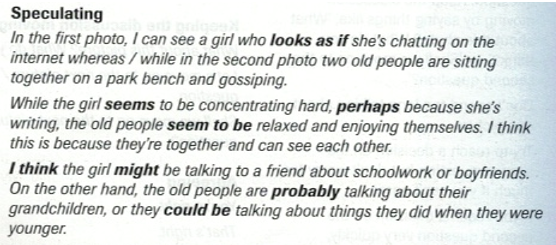 Speculating
In the first photo, I can see a girl who looks as if she's chatting on the
internet whereas / while in the second photo two old people are sitting
together on a park bench and gossiping.
While the girl seems to be concentrating hard, perhaps because she's
writing, the old people seem to be relaxed and enjoying themselves. I think
this is because they're together and can see each other.
I think the girl might be talking to a friend about schoolwork or boyfriends.
On the other hand, the old people are probably talking about their
grandchildren, or they could be talking about things they did when they were
younger.